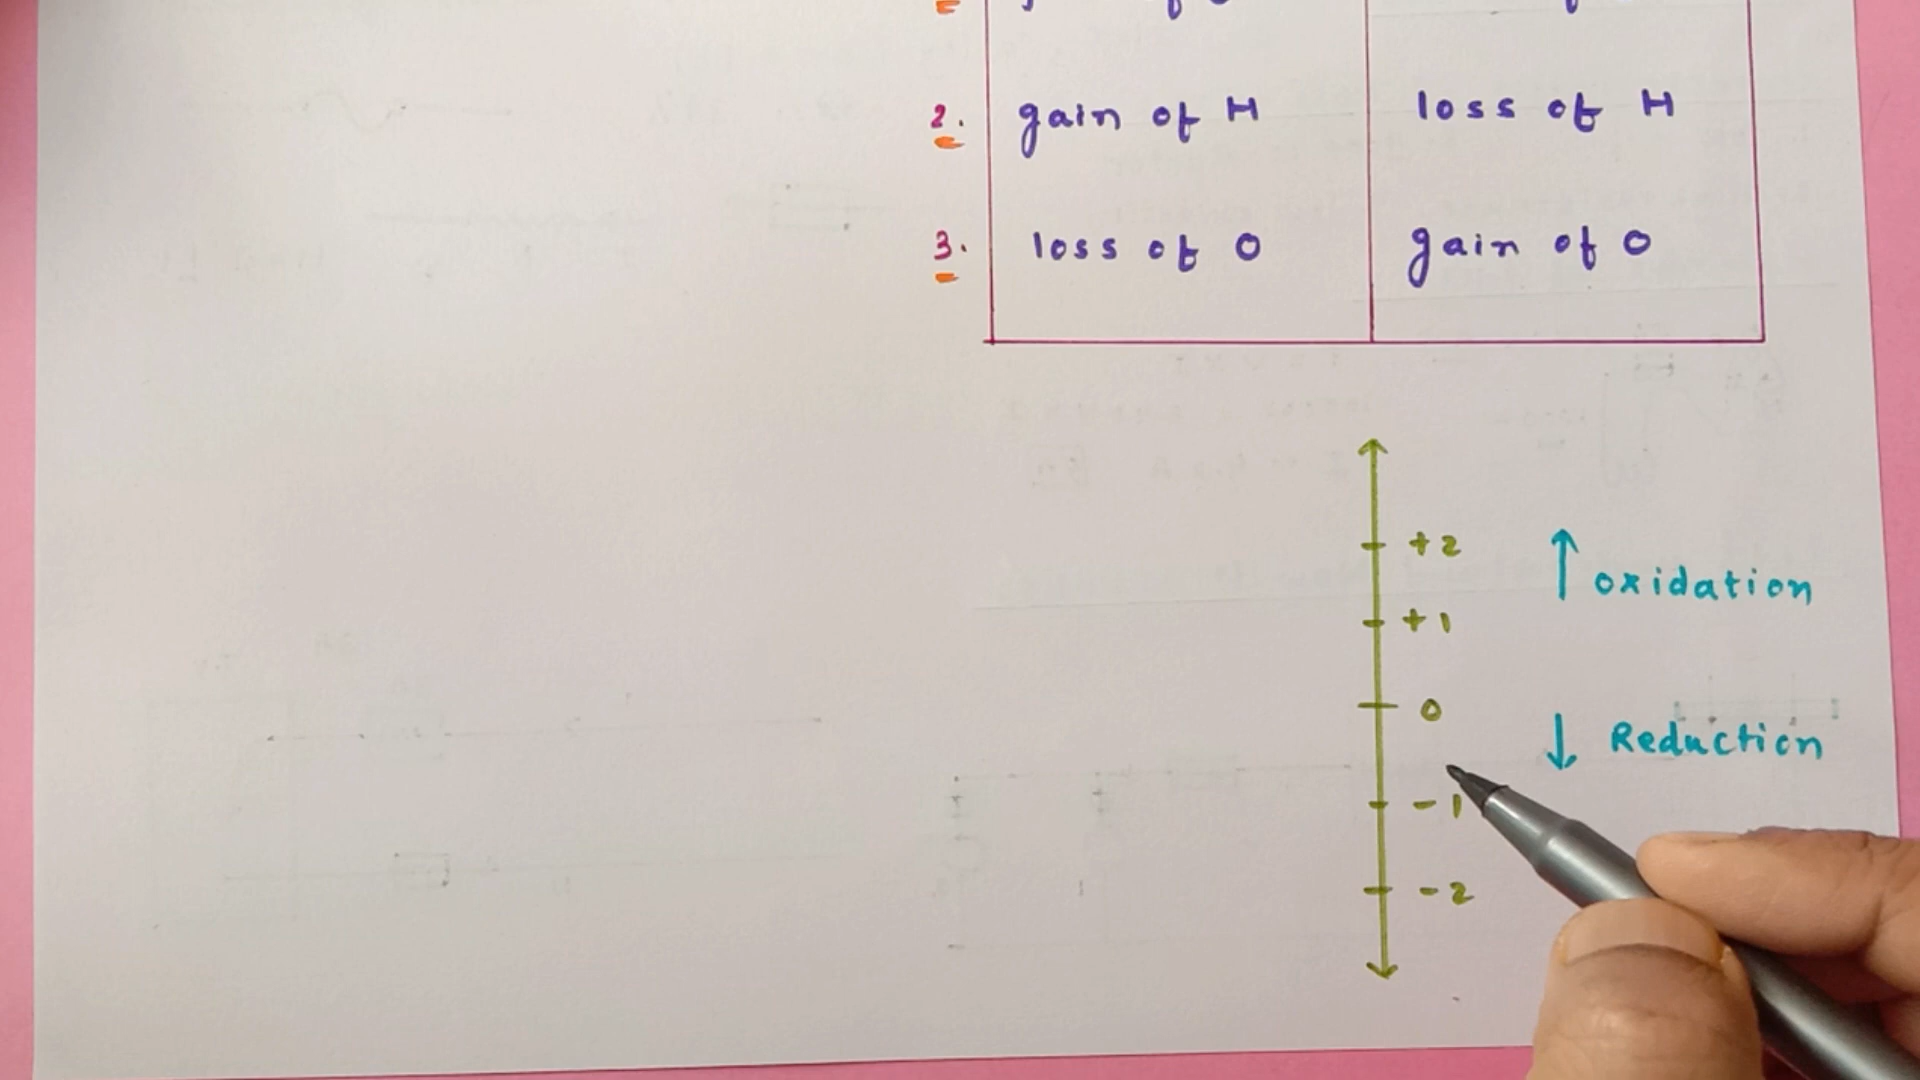 2. gain of H loss of H
3. loss of O gain of O
+2
↑ oxidation
+1
0
↓ Reduction
-1
-2